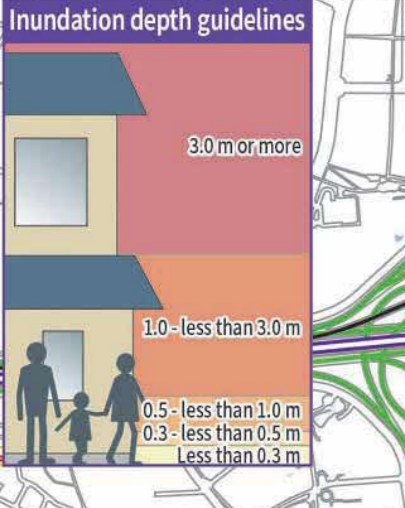 Inundation depth guidelines
3.0 m or more
1.0 - less than 3.0 m
0.5 - less than 1.0 m
0.3 - less than 0.5 m
Less than 0.3 m